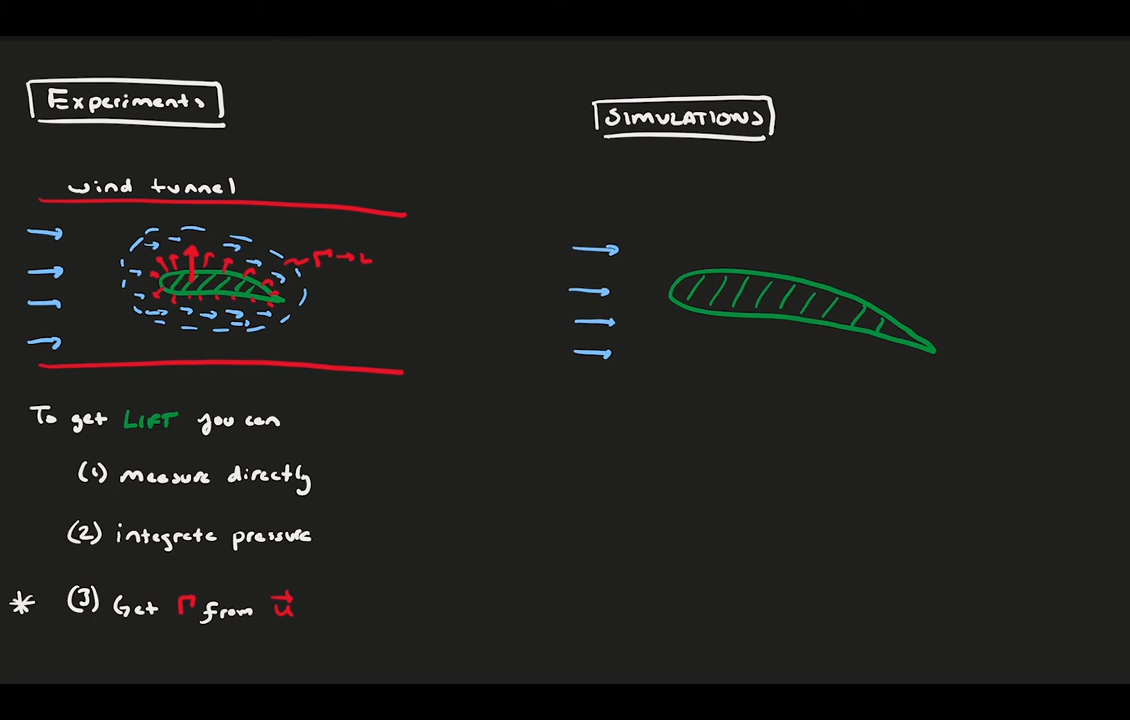 Experiments
SIMULATIONS
wind tunnel
~ Γ → L
To get LIFT you can
(1) measure directly
(2) integrate pressure
* (3) Get Γ from u⃗